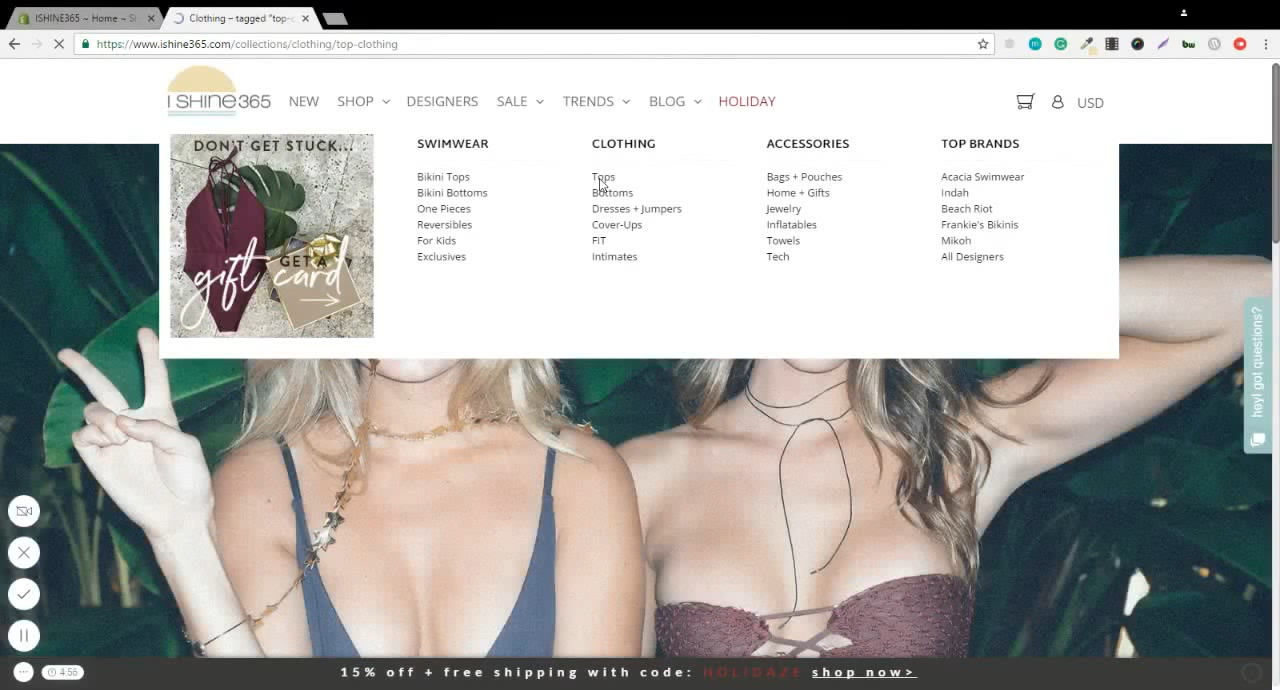 ISHINE365 ~ Home ~ S
Clothing – tagged "top-c
https://www.ishine365.com/collections/clothing/top-clothing
I SHINE365
NEW SHOP DESIGNERS SALE TRENDS BLOG HOLIDAY USD
DON'T GET STUCK...
GET A
gift card
SWIMWEAR
Bikini Tops
Bikini Bottoms
One Pieces
Reversibles
For Kids
Exclusives
CLOTHING
Tops
Bottoms
Dresses + Jumpers
Cover-Ups
FIT
Intimates
ACCESSORIES
Bags + Pouches
Home + Gifts
Jewelry
Inflatables
Towels
Tech
TOP BRANDS
Acacia Swimwear
Indah
Beach Riot
Frankie's Bikinis
Mikoh
All Designers
hey! got questions?
4:56
15% off + free shipping with code: HOLIDAZE shop now>